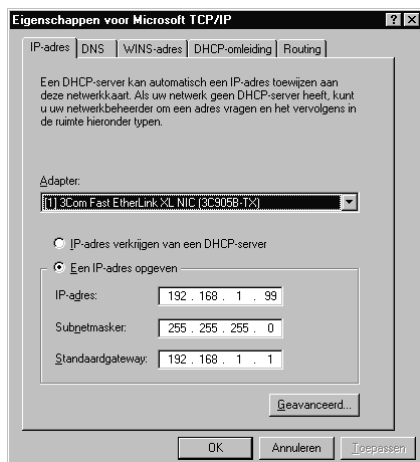 Eigenschappen voor Microsoft TCP/IP
IP-adres DNS WINS-adres DHCP-omleiding Routing
Een DHCP-server kan automatisch een IP-adres toewijzen aan
deze netwerkkaart. Als uw netwerk geen DHCP-server heeft, kunt
u uw netwerkbeheerder om een adres vragen en het vervolgens in
de ruimte hieronder typen.
Adapter:
[1] 3Com Fast EtherLink XL NIC (3C905B-TX)
IP-adres verkrijgen van een DHCP-server
Een IP-adres opgeven
IP-adres: 192 . 168 . 1 . 99
Subnetmasker: 255 . 255 . 255 . 0
Standaardgateway: 192 . 168 . 1 . 1
Geavanceerd...
OK Annuleren Toepassen